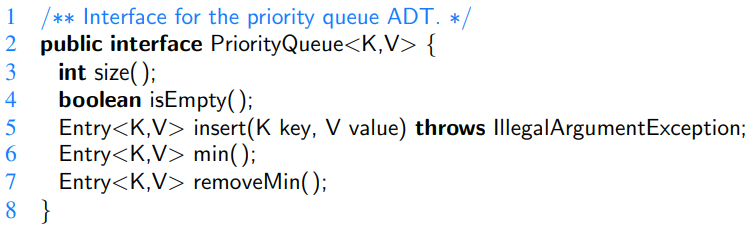 1 /** Interface for the priority queue ADT. */
2 public interface PriorityQueue<K,V> {
3 int size();
4 boolean isEmpty();
5 Entry<K,V> insert(K key, V value) throws IllegalArgumentException;
6 Entry<K,V> min();
7 Entry<K,V> removeMin();
8 }